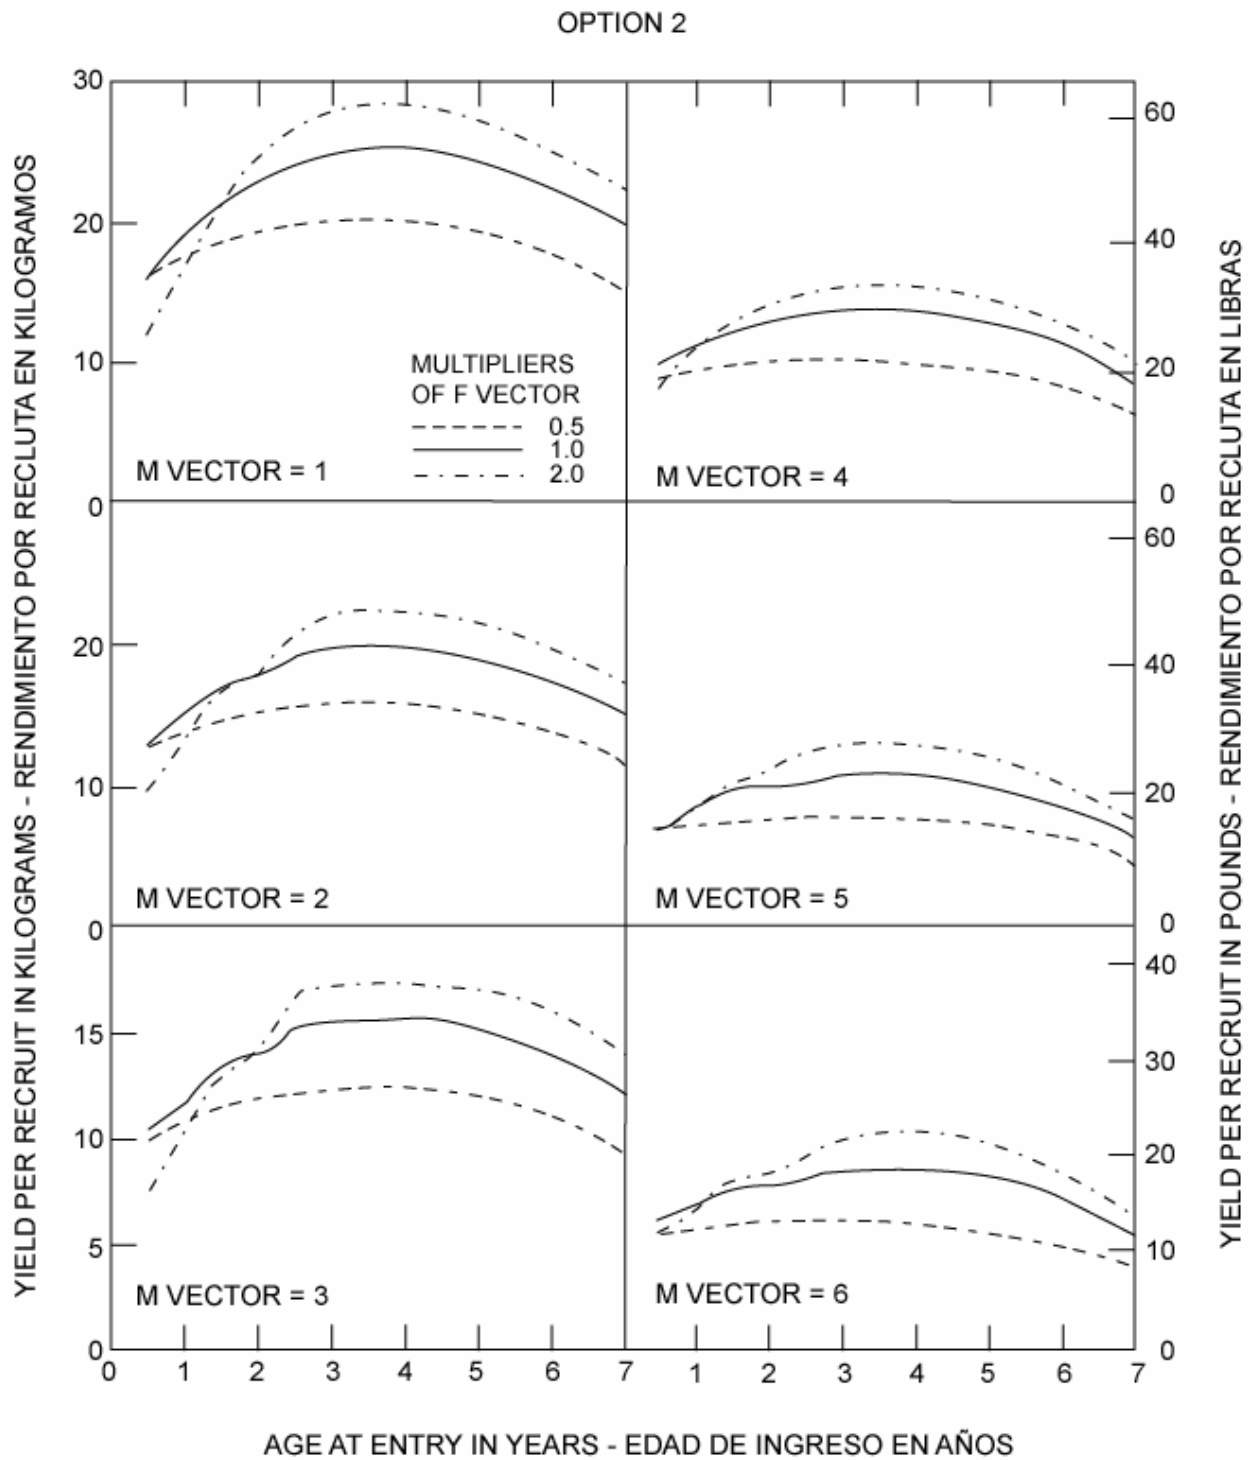 OPTION 2
YIELD PER RECRUIT IN KILOGRAMS - RENDIMIENTO POR RECLUTA EN KILOGRAMOS
30
20
10
0
MULTIPLIERS
OF F VECTOR
0.5
1.0
2.0
M VECTOR = 1
60
40
20
0
M VECTOR = 4
20
10
0
M VECTOR = 2
60
40
20
0
M VECTOR = 5
15
10
5
0
M VECTOR = 3
40
30
20
10
0
M VECTOR = 6
YIELD PER RECRUIT IN POUNDS - RENDIMIENTO POR RECLUTA EN LIBRAS
0 1 2 3 4 5 6 7 1 2 3 4 5 6 7
AGE AT ENTRY IN YEARS - EDAD DE INGRESO EN AÑOS